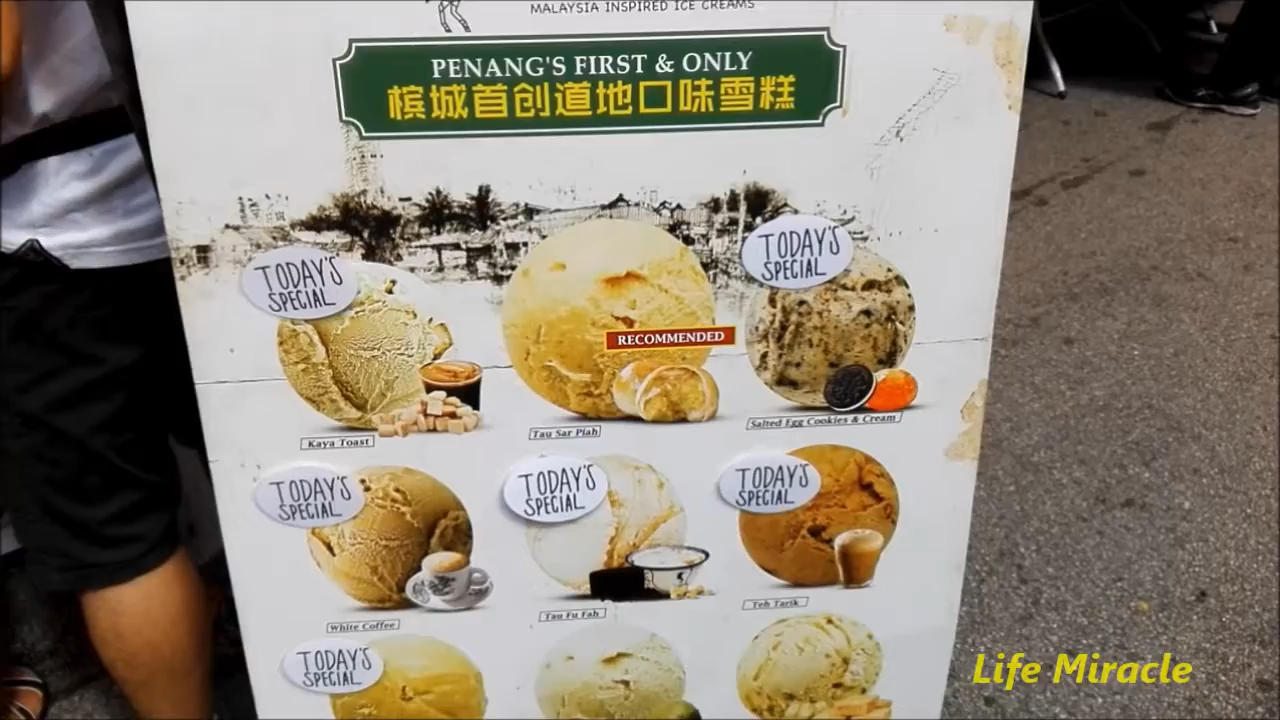 MALAYSIA INSPIRED ICE CREAMS
PENANG'S FIRST & ONLY
槟城首创道地口味雪糕
TODAY'S
SPECIAL
TODAY'S
SPECIAL
RECOMMENDED
Kaya Toast
Tau Sar Piah
Salted Egg Cookies & Cream
TODAY'S
SPECIAL
TODAY'S
SPECIAL
TODAY'S
SPECIAL
White Coffee
Tau Fu Fah
Teh Tarik
TODAY'S
SPECIAL
Life Miracle